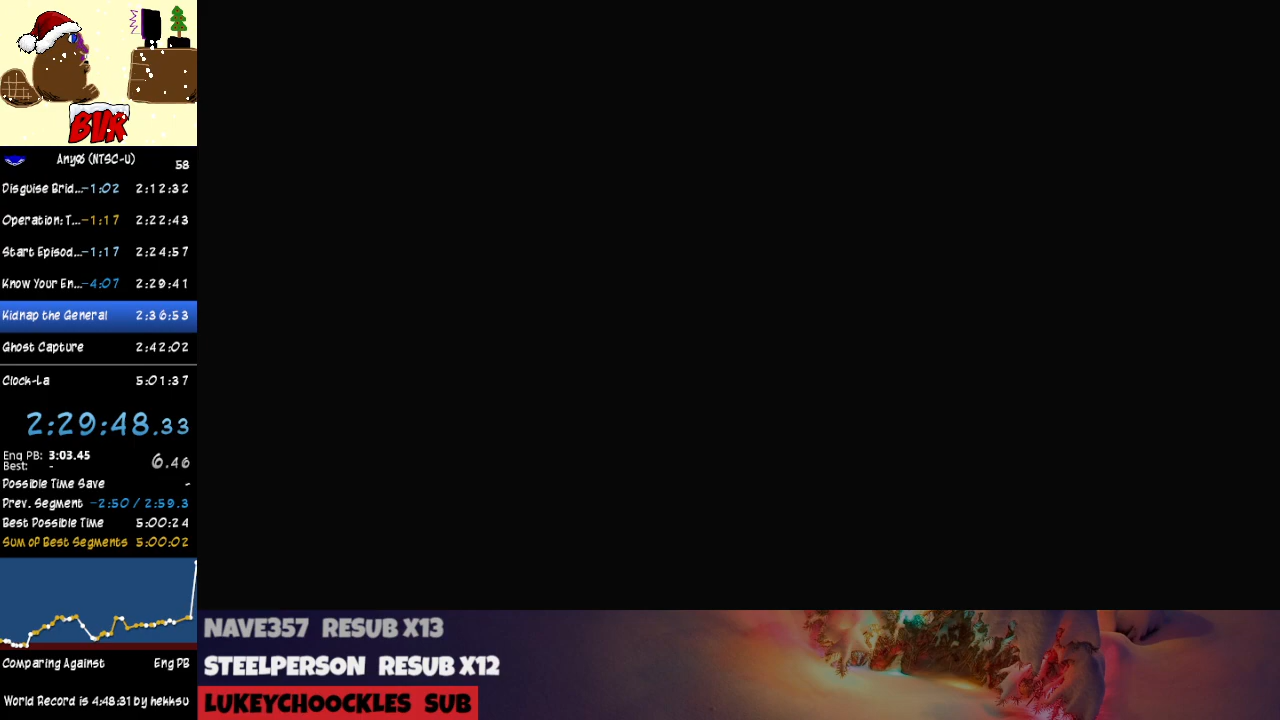 BVR
Any% (NTSC-U)
58
Disguise Brid... -1:02 2:12:32
Operation: T... -1:17 2:22:43
Start Episod... -1:17 2:24:57
Know Your En... -4:07 2:29:41
Kidnap the General 2:36:53
Ghost Capture 2:42:02
Clock-La 5:01:37
2:29:48.33
Eng PB: 3:03.45
Best: -
6.46
Possible Time Save -
Prev. Segment -2:50 / 2:59.3
Best Possible Time 5:00:24
Sum of Best Segments 5:00:02
Comparing Against Eng PB
World Record is 4:48:31 by hekksu
NAVE357 RESUB X13
STEELPERSON RESUB X12
LUKEYCHOOCKLES SUB